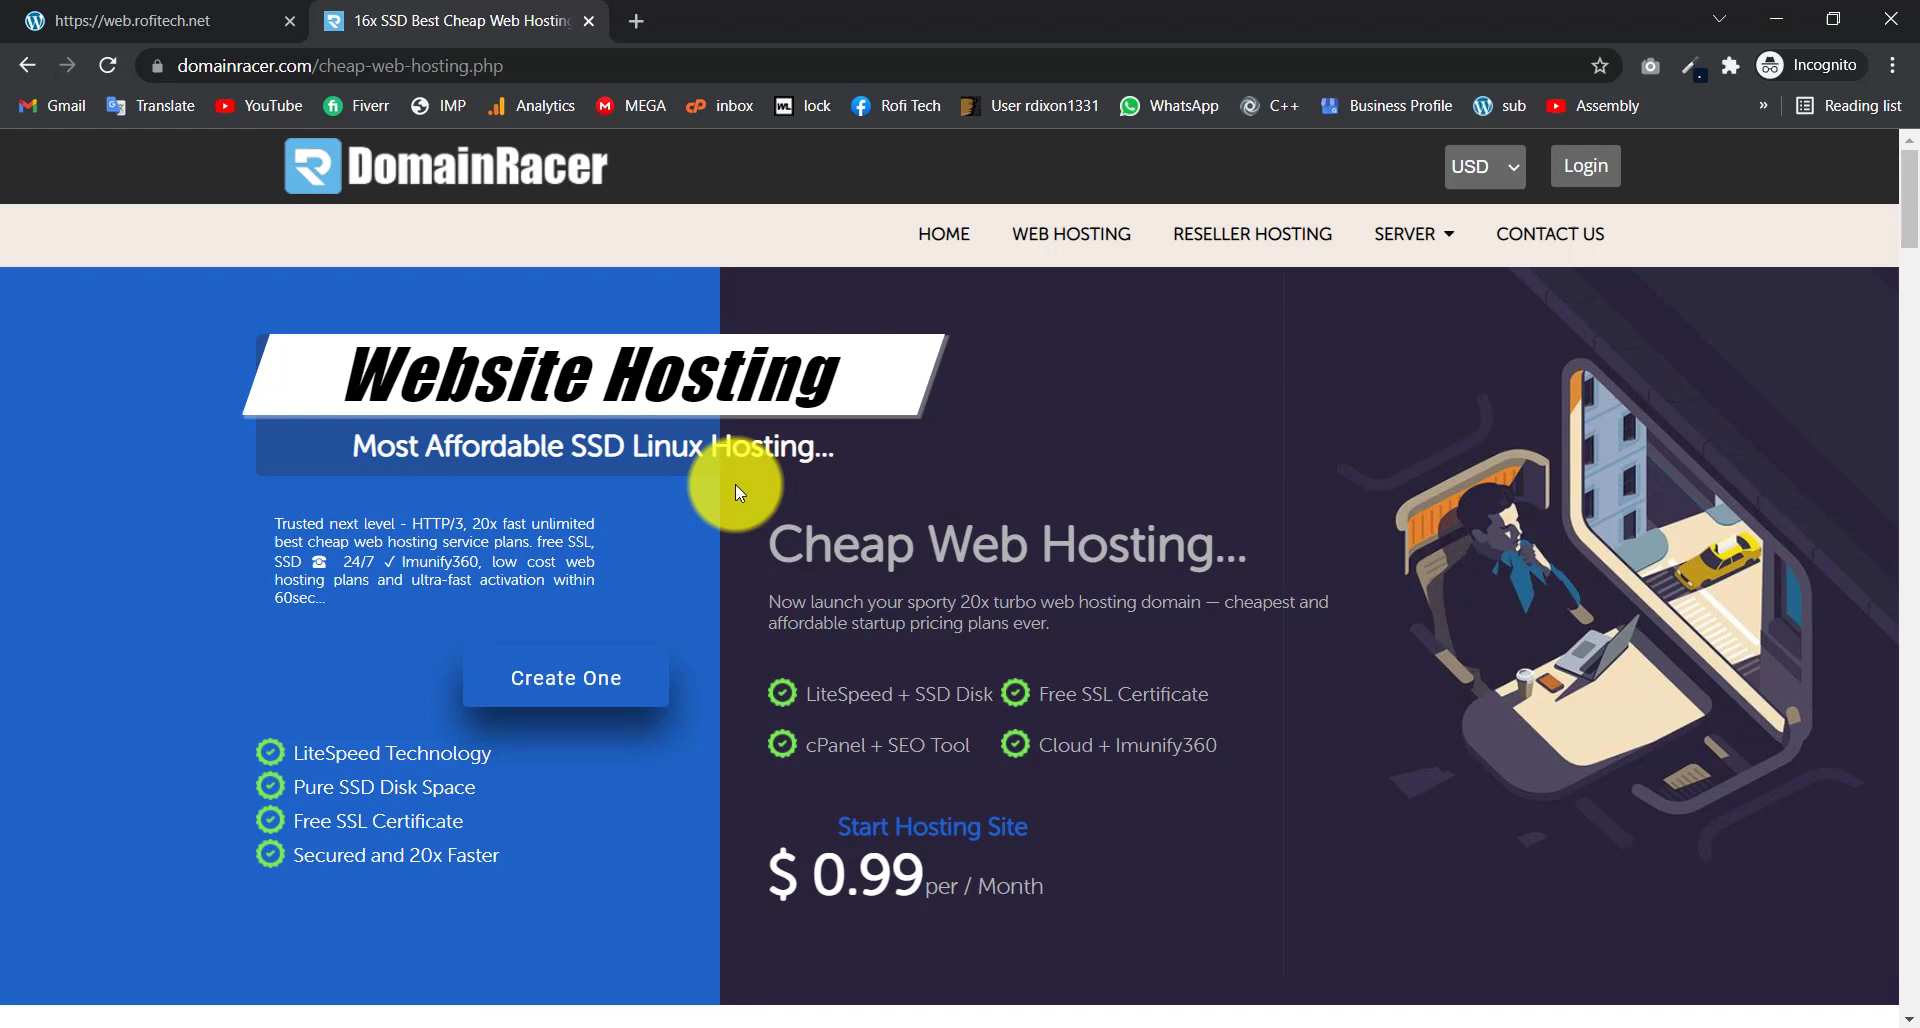 https://web.rofitech.net
16x SSD Best Cheap Web Hosting
domainracer.com/cheap-web-hosting.php
Incognito
Gmail
Translate
YouTube
Fiverr
IMP
Analytics
MEGA
inbox
lock
Rofi Tech
User rdixon1331
WhatsApp
C++
Business Profile
sub
Assembly
»
Reading list
DomainRacer
USD
Login
HOME
WEB HOSTING
RESELLER HOSTING
SERVER
CONTACT US
Website Hosting
Most Affordable SSD Linux Hosting...
Trusted next level - HTTP/3, 20x fast unlimited
best cheap web hosting service plans. free SSL,
SSD ☎ 24/7 ✓ Imunify360, low cost web
hosting plans and ultra-fast activation within
60sec...
Create One
LiteSpeed Technology
Pure SSD Disk Space
Free SSL Certificate
Secured and 20x Faster
Cheap Web Hosting...
Now launch your sporty 20x turbo web hosting domain — cheapest and
affordable startup pricing plans ever.
LiteSpeed + SSD Disk
Free SSL Certificate
cPanel + SEO Tool
Cloud + Imunify360
Start Hosting Site
$ 0.99 per / Month